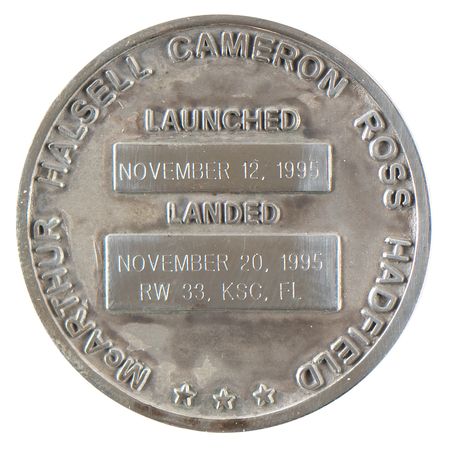 McARTHUR HALSELL CAMERON ROSS HADFIELD
LAUNCHED
NOVEMBER 12, 1995
LANDED
NOVEMBER 20, 1995
RW 33, KSC, FL